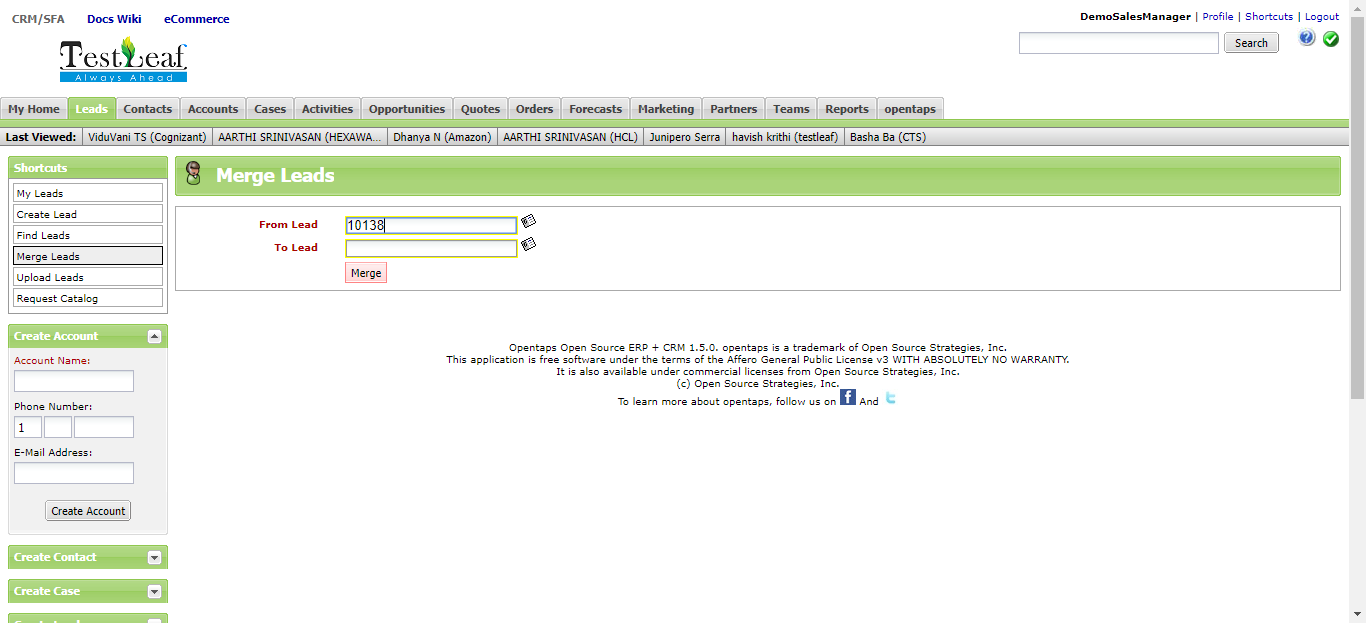 CRM/SFA Docs Wiki eCommerce
DemoSalesManager | Profile | Shortcuts | Logout
TestLeaf
Always Ahead
Search
My Home Leads Contacts Accounts Cases Activities Opportunities Quotes Orders Forecasts Marketing Partners Teams Reports opentaps
Last Viewed: ViduVani TS (Cognizant) AARTHI SRINIVASAN (HEXAWA... Dhanya N (Amazon) AARTHI SRINIVASAN (HCL) Junipero Serra havish krithi (testleaf) Basha Ba (CTS)
Shortcuts
My Leads
Create Lead
Find Leads
Merge Leads
Upload Leads
Request Catalog
Create Account
Account Name:
Phone Number:
1
E-Mail Address:
Create Account
Create Contact
Create Case
Merge Leads
From Lead 10138
To Lead
Merge
Opentaps Open Source ERP + CRM 1.5.0. opentaps is a trademark of Open Source Strategies, Inc.
This application is free software under the terms of the Affero General Public License v3 WITH ABSOLUTELY NO WARRANTY.
It is also available under commercial licenses from Open Source Strategies, Inc.
(c) Open Source Strategies, Inc.
To learn more about opentaps, follow us on f And t